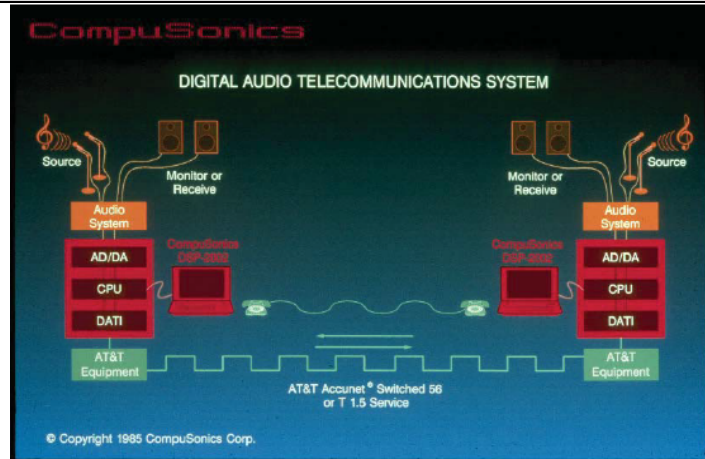 CompuSonics
DIGITAL AUDIO TELECOMMUNICATIONS SYSTEM
Source
Monitor or
Receive
Audio
System
AD/DA
CPU
DATI
AT&T
Equipment
CompuSonics
DSP-2002
Monitor or
Receive
Source
CompuSonics
DSP-2002
Audio
System
AD/DA
CPU
DATI
AT&T
Equipment
AT&T Accunet® Switched 56
or T 1.5 Service
© Copyright 1985 CompuSonics Corp.